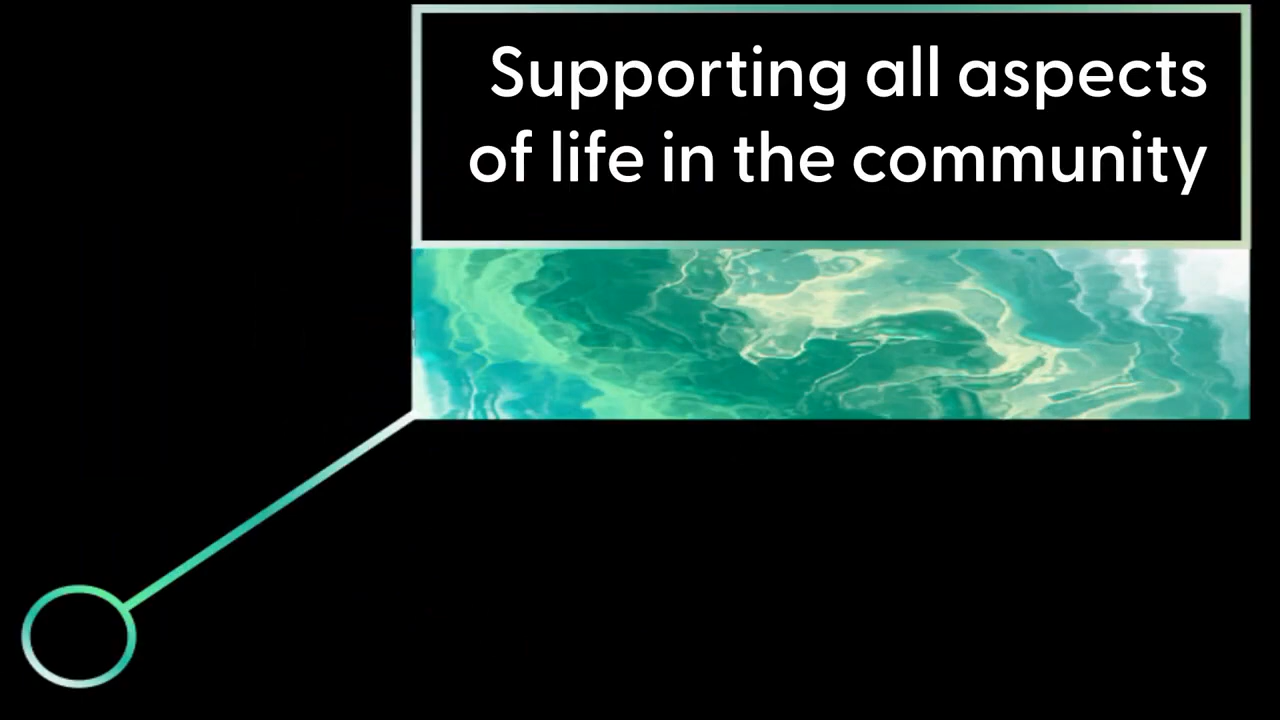 Supporting all aspects
of life in the community